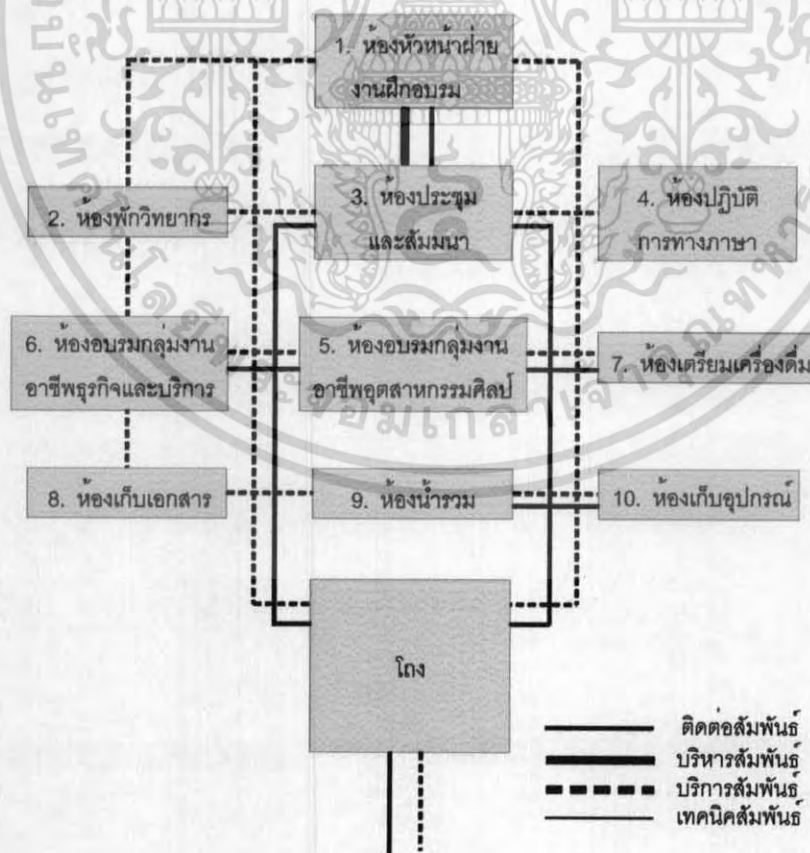 1. ห้องหัวหน้าฝ่าย
งานฝึกอบรม
2. ห้องพักวิทยากร
3. ห้องประชุม
และสัมมนา
4. ห้องปฏิบัติ
การทางภาษา
6. ห้องอบรมกลุ่มงาน
อาชีพธุรกิจและบริการ
5. ห้องอบรมกลุ่มงาน
อาชีพอุตสาหกรรมศิลป์
7. ห้องเตรียมเครื่องดื่ม
8. ห้องเก็บเอกสาร
9. ห้องน้ำรวม
10. ห้องเก็บอุปกรณ์
โถง
ติดต่อสัมพันธ์
บริหารสัมพันธ์
บริการสัมพันธ์
เทคนิคสัมพันธ์